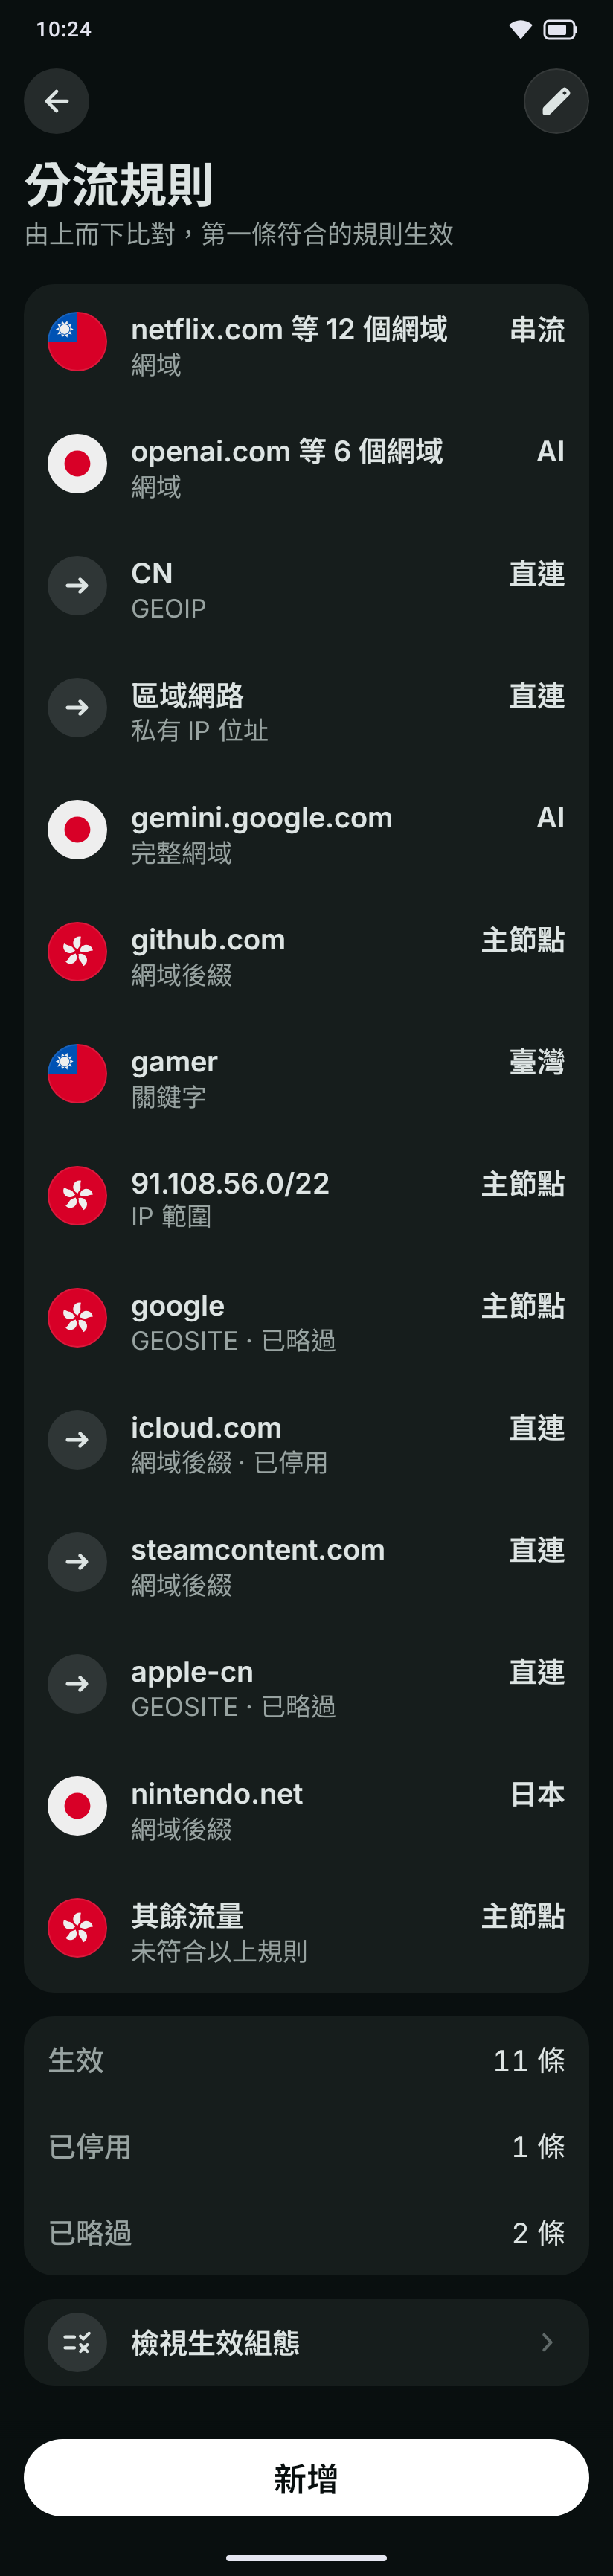 10:24
分流規則
由上而下比對，第一條符合的規則生效
netflix.com 等 12 個網域 串流
網域
openai.com 等 6 個網域 AI
網域
CN 直連
GEOIP
區域網路 直連
私有 IP 位址
gemini.google.com AI
完整網域
github.com 主節點
網域後綴
gamer 臺灣
關鍵字
91.108.56.0/22 主節點
IP 範圍
google 主節點
GEOSITE · 已略過
icloud.com 直連
網域後綴 · 已停用
steamcontent.com 直連
網域後綴
apple-cn 直連
GEOSITE · 已略過
nintendo.net 日本
網域後綴
其餘流量 主節點
未符合以上規則
生效 11 條
已停用 1 條
已略過 2 條
檢視生效組態
新增